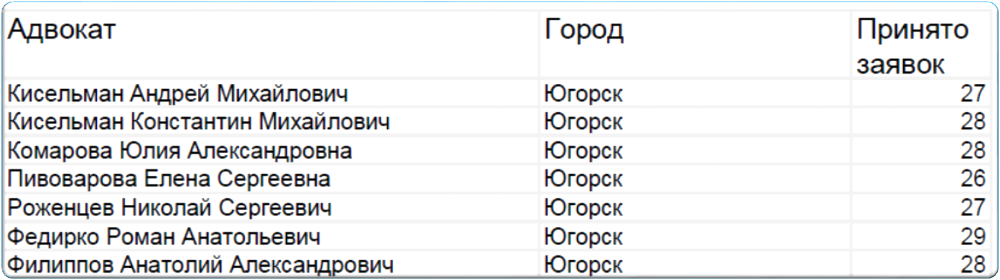 Адвокат Город Принято
заявок
Кисельман Андрей Михайлович Югорск 27
Кисельман Константин Михайлович Югорск 28
Комарова Юлия Александровна Югорск 28
Пивоварова Елена Сергеевна Югорск 26
Роженцев Николай Сергеевич Югорск 27
Федирко Роман Анатольевич Югорск 29
Филиппов Анатолий Александрович Югорск 28